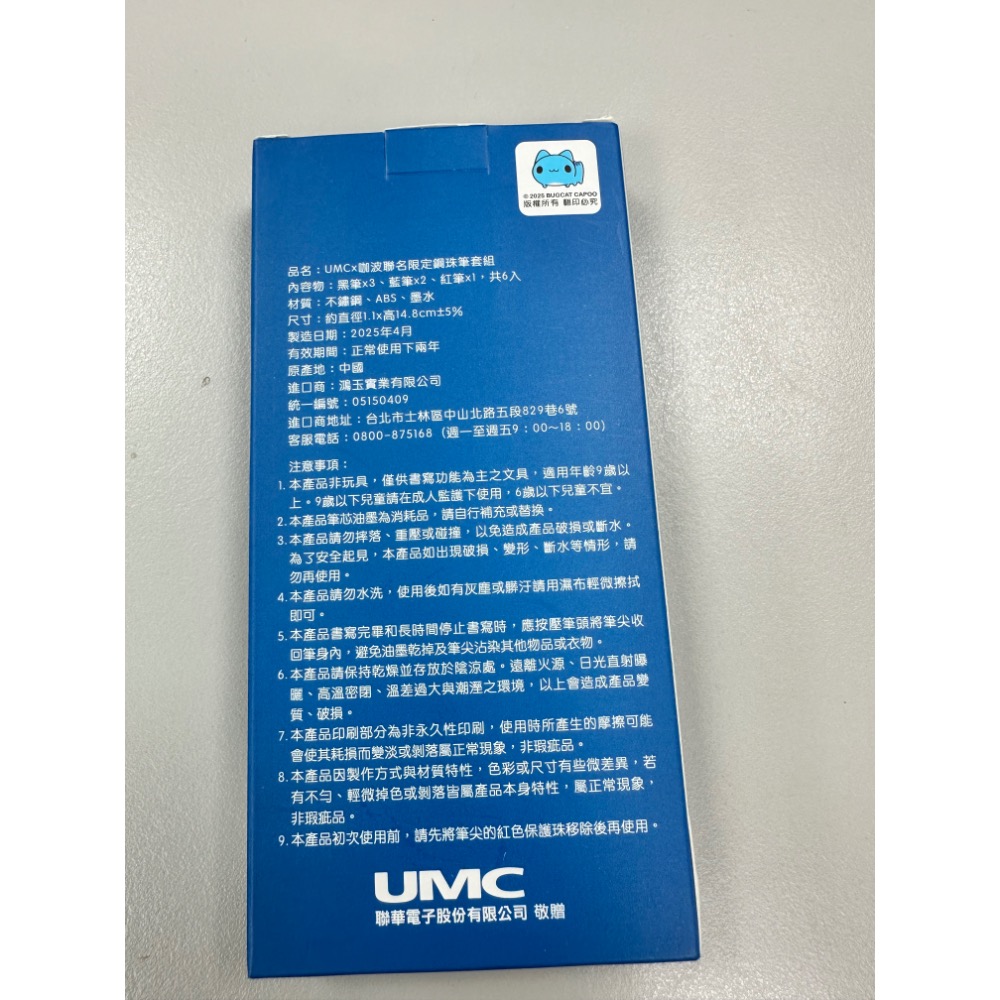 © 2025 BUGCAT CAPOO
版權所有 翻印必究
品名：UMCx咖波聯名限定鋼珠筆套組
內容物：黑筆x3、藍筆x2、紅筆x1，共6入
材質：不鏽鋼、ABS、墨水
尺寸：約直徑1.1x高14.8cm±5%
製造日期：2025年4月
有效期間：正常使用下兩年
原產地：中國
進口商：鴻玉實業有限公司
統一編號：05150409
進口商地址：台北市士林區中山北路五段829巷6號
客服電話：0800-875168（週一至週五9：00~18：00）
注意事項：
1. 本產品非玩具，僅供書寫功能為主之文具，適用年齡9歲以
上。9歲以下兒童請在成人監護下使用，6歲以下兒童不宜。
2. 本產品筆芯油墨為消耗品，請自行補充或替換。
3. 本產品請勿摔落、重壓或碰撞，以免造成產品破損或斷水。
為了安全起見，本產品如出現破損、變形、斷水等情形，請
勿再使用。
4. 本產品請勿水洗，使用後如有灰塵或髒汙請用濕布輕微擦拭
即可。
5. 本產品書寫完畢和長時間停止書寫時，應按壓筆頭將筆尖收
回筆身內，避免油墨乾掉及筆尖沾染其他物品或衣物。
6. 本產品請保持乾燥並存放於陰涼處。遠離火源、日光直射曝
曬、高溫密閉、溫差過大與潮溼之環境，以上會造成產品變
質、破損。
7. 本產品印刷部分為非永久性印刷，使用時所產生的摩擦可能
會使其耗損而變淡或剝落屬正常現象，非瑕疵品。
8. 本產品因製作方式與材質特性，色彩或尺寸有些微差異，若
有不勻、輕微掉色或剝落皆屬產品本身特性，屬正常現象，
非瑕疵品。
9. 本產品初次使用前，請先將筆尖的紅色保護珠移除後再使用。
UMC
聯華電子股份有限公司 敬贈